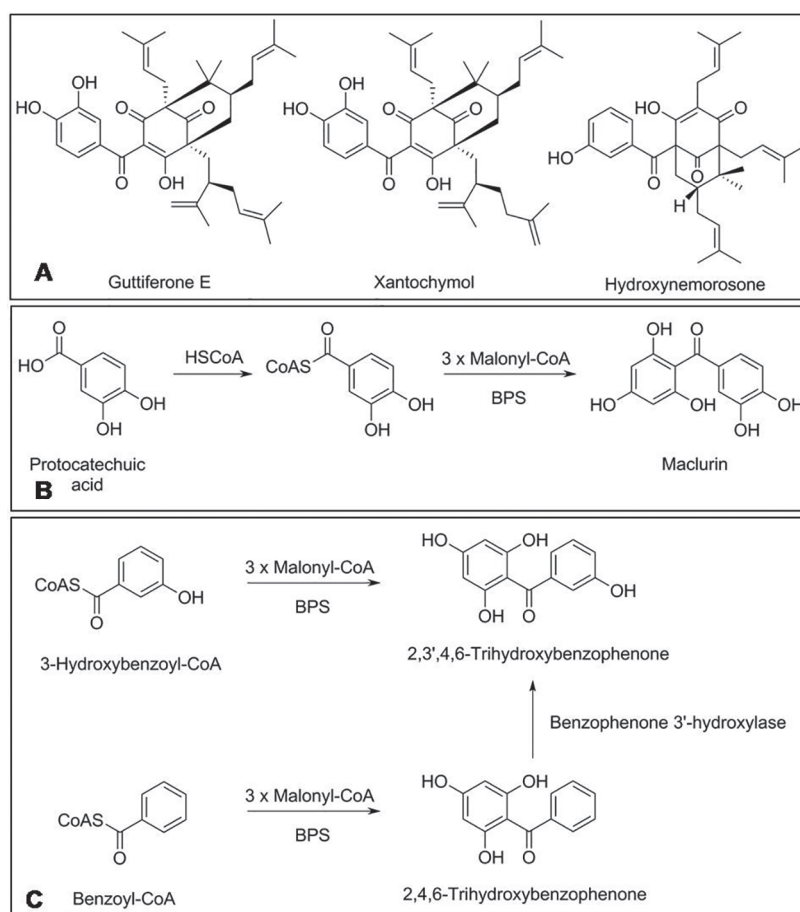 OH
HO
O
O
O
OH
Guttiferone E
OH
HO
O
O
O
OH
Xantochymol
HO
O
HO
O
O
H
Hydroxynemorosone
A
O
HO
OH
OH
Protocatechuic
acid
HSCoA
O
CoAS
OH
OH
3 x Malonyl-CoA
BPS
OH
O
HO
OH
OH
OH
Maclurin
B
CoAS
O
OH
3-Hydroxybenzoyl-CoA
3 x Malonyl-CoA
BPS
HO
OH
OH
O
OH
2,3',4,6-Trihydroxybenzophenone
Benzophenone 3'-hydroxylase
CoAS
O
Benzoyl-CoA
3 x Malonyl-CoA
BPS
HO
OH
OH
O
2,4,6-Trihydroxybenzophenone
C